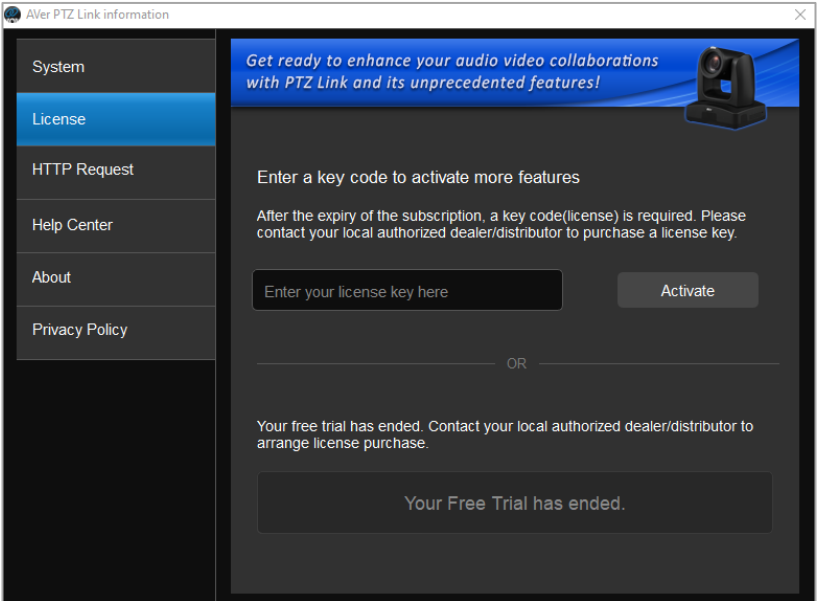 AVer PTZ Link information
System
License
HTTP Request
Help Center
About
Privacy Policy
Get ready to enhance your audio video collaborations
with PTZ Link and its unprecedented features!
Enter a key code to activate more features
After the expiry of the subscription, a key code(license) is required. Please
contact your local authorized dealer/distributor to purchase a license key.
Enter your license key here
Activate
OR
Your free trial has ended. Contact your local authorized dealer/distributor to
arrange license purchase.
Your Free Trial has ended.